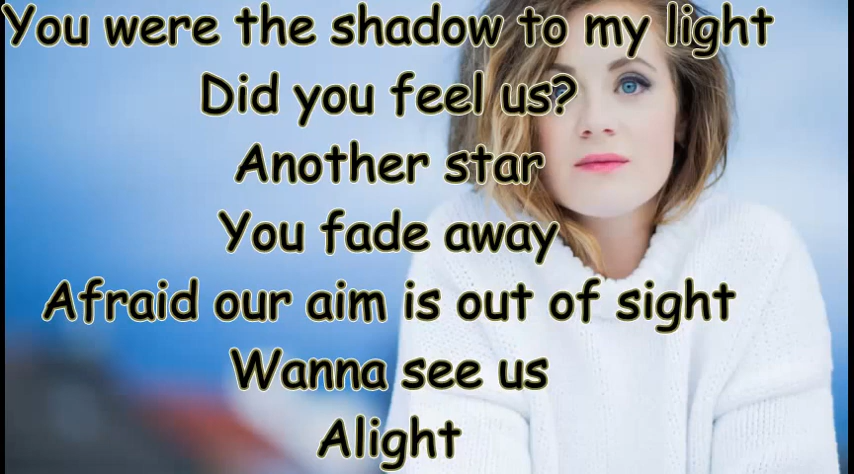 You were the shadow to my light
Did you feel us?
Another star
You fade away
Afraid our aim is out of sight
Wanna see us
Alight